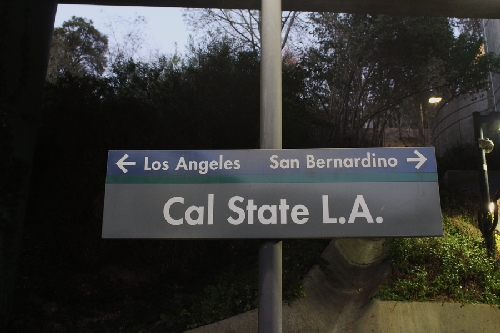 ← Los Angeles San Bernardino →
Cal State L.A.